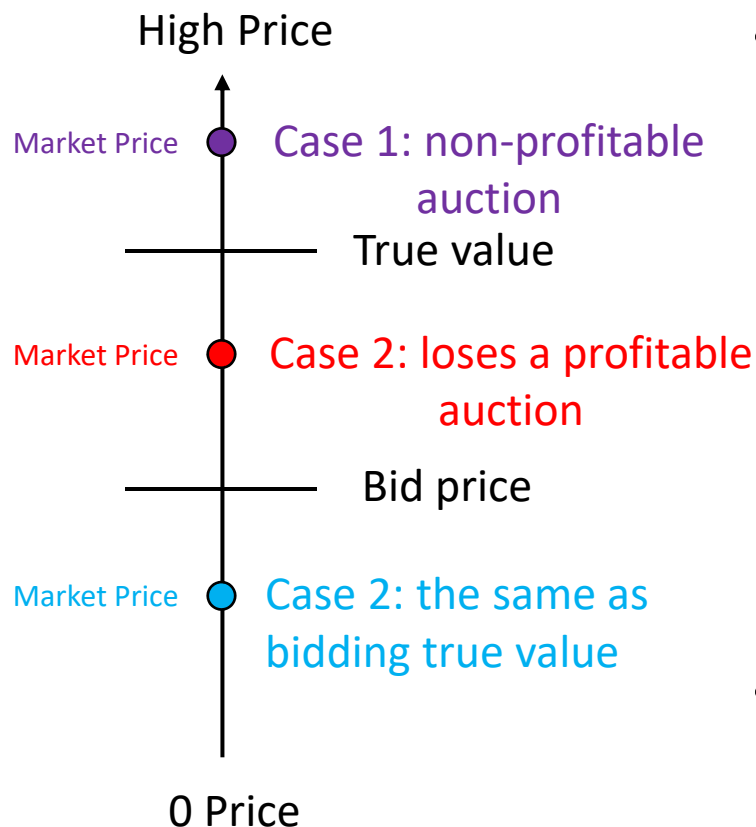 High Price
Market Price
Case 1: non-profitable
auction
True value
Market Price
Case 2: loses a profitable
auction
Bid price
Market Price
Case 2: the same as
bidding true value
0 Price